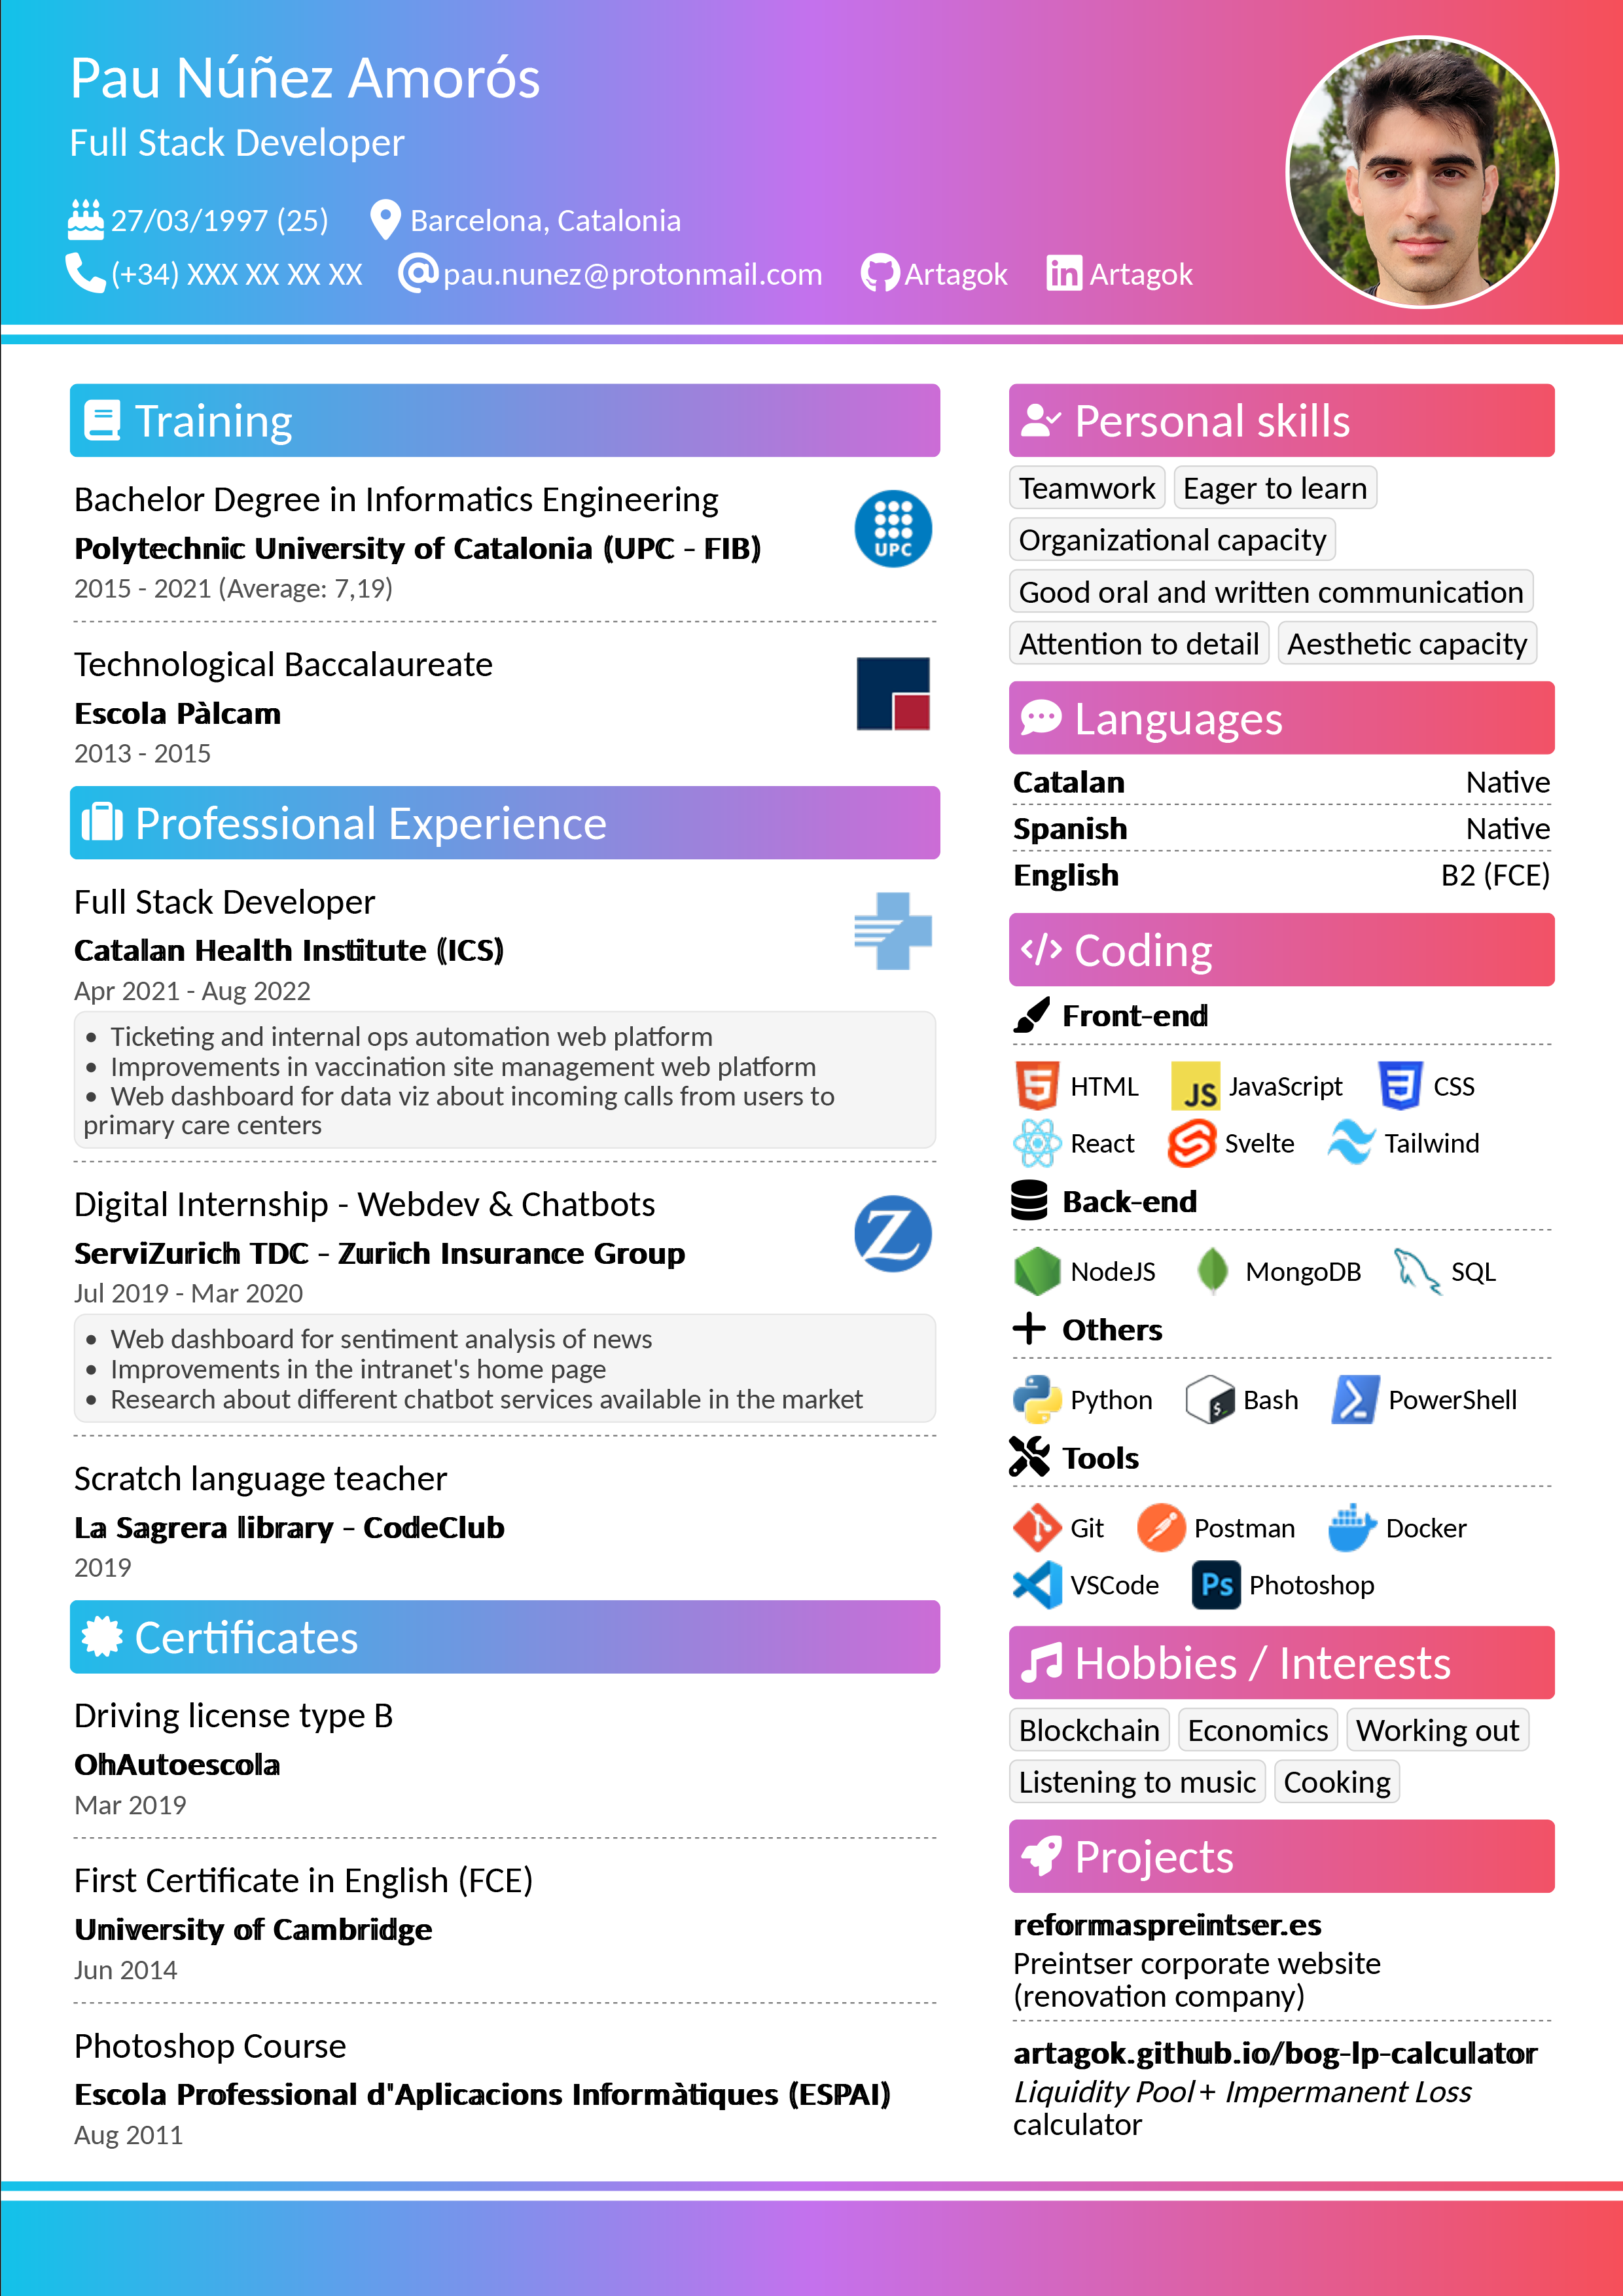 Pau Núñez Amorós
Full Stack Developer
27/03/1997 (25) Barcelona, Catalonia
(+34) XXX XX XX XX pau.nunez@protonmail.com Artagok Artagok
Training
Bachelor Degree in Informatics Engineering
Polytechnic University of Catalonia (UPC - FIB)
2015 - 2021 (Average: 7,19)
UPC
Technological Baccalaureate
Escola Pàlcam
2013 - 2015
Professional Experience
Full Stack Developer
Catalan Health Institute (ICS)
Apr 2021 - Aug 2022
• Ticketing and internal ops automation web platform
• Improvements in vaccination site management web platform
• Web dashboard for data viz about incoming calls from users to
primary care centers
Digital Internship - Webdev & Chatbots
ServiZurich TDC - Zurich Insurance Group
Jul 2019 - Mar 2020
Z
• Web dashboard for sentiment analysis of news
• Improvements in the intranet's home page
• Research about different chatbot services available in the market
Scratch language teacher
La Sagrera library - CodeClub
2019
Certificates
Driving license type B
OhAutoescola
Mar 2019
First Certificate in English (FCE)
University of Cambridge
Jun 2014
Photoshop Course
Escola Professional d'Aplicacions Informàtiques (ESPAI)
Aug 2011
Personal skills
Teamwork Eager to learn
Organizational capacity
Good oral and written communication
Attention to detail Aesthetic capacity
Languages
Catalan Native
Spanish Native
English B2 (FCE)
Coding
Front-end
5 HTML JS JavaScript 3 CSS
React Svelte Tailwind
Back-end
NodeJS MongoDB SQL
Others
Python $_ Bash PowerShell
Tools
Git Postman Docker
VSCode Ps Photoshop
Hobbies / Interests
Blockchain Economics Working out
Listening to music Cooking
Projects
reformaspreintser.es
Preintser corporate website
(renovation company)
artagok.github.io/bog-lp-calculator
Liquidity Pool + Impermanent Loss
calculator